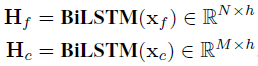 H_f = BiLSTM(x_f) ∈ ℝ^{N×h}
H_c = BiLSTM(x_c) ∈ ℝ^{M×h}